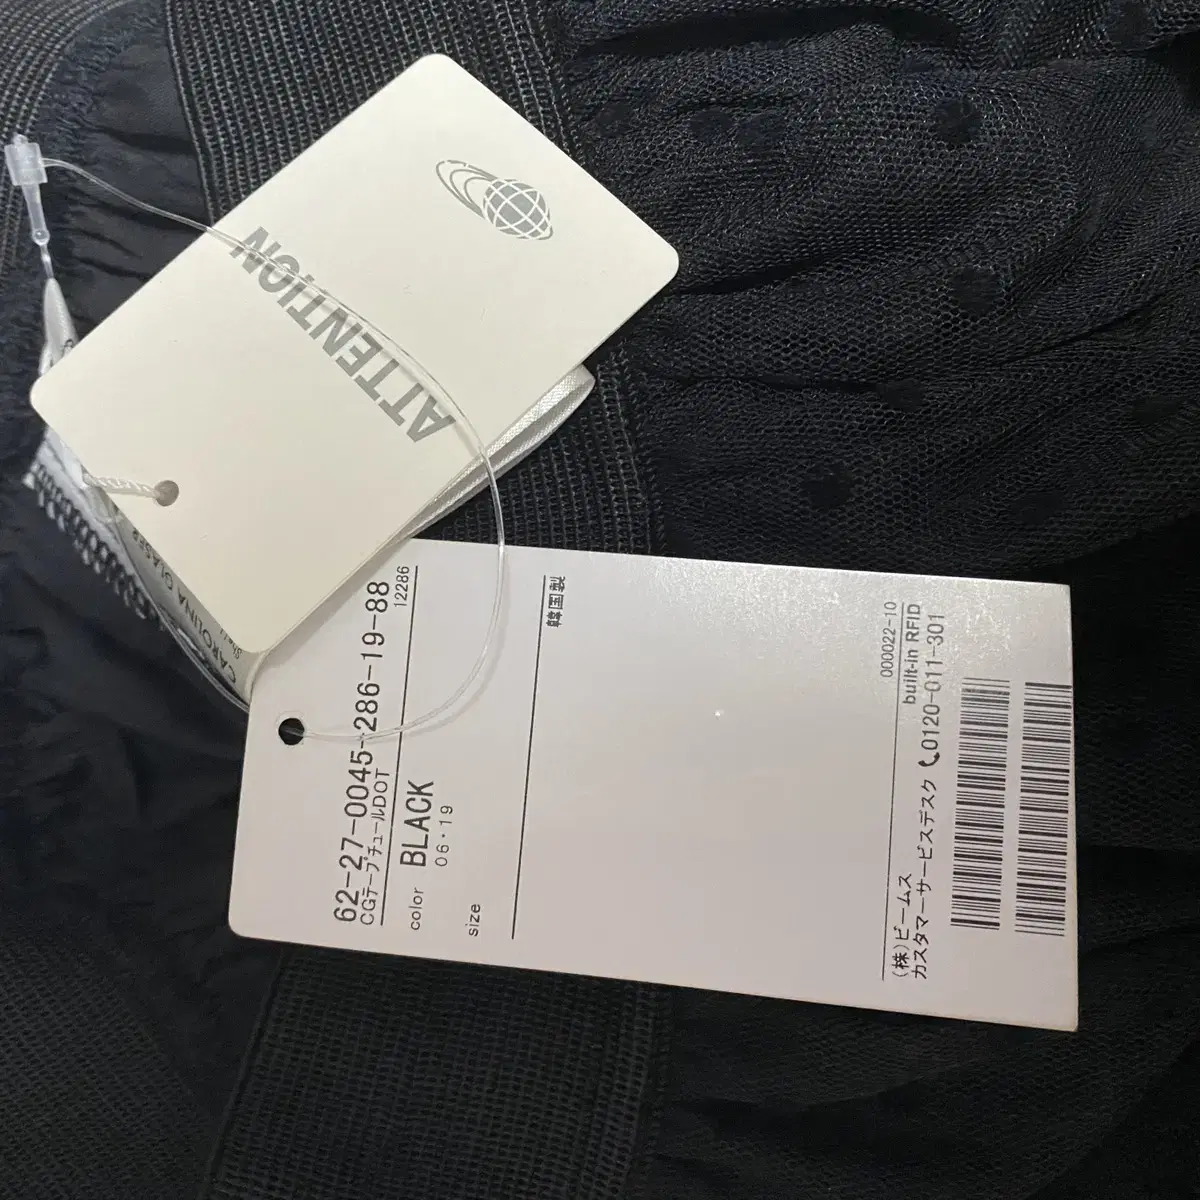 ATTENTION
CAROLINA GLASER
62-27-0045-286-19-88
CGテープチュールDOT
12286
color BLACK
06・19
size
韓国製
000022-10
built-in RFID
(株)ビームス
カスタマーサービスデスク 0120-011-301